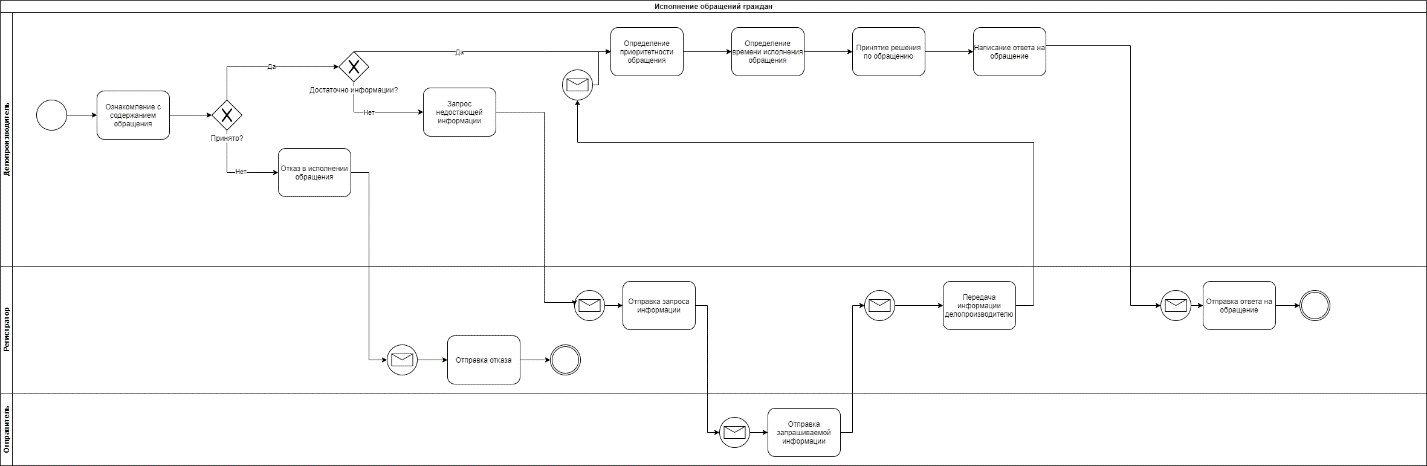 Исполнение обращений граждан
Делопроизводитель
Ознакомление с
содержанием
обращения
Принято?
Да
Нет
Отказ в исполнении
обращения
Достаточно информации?
Да
Нет
Запрос
недостающей
информации
Определение
приоритетности
обращения
Определение
времени исполнения
обращения
Принятие решения
по обращению
Написание ответа на
обращение
Регистратор
Отправка отказа
Отправка запроса
информации
Передача
информации
делопроизводителю
Отправка ответа на
обращение
Отправитель
Отправка
запрашиваемой
информации